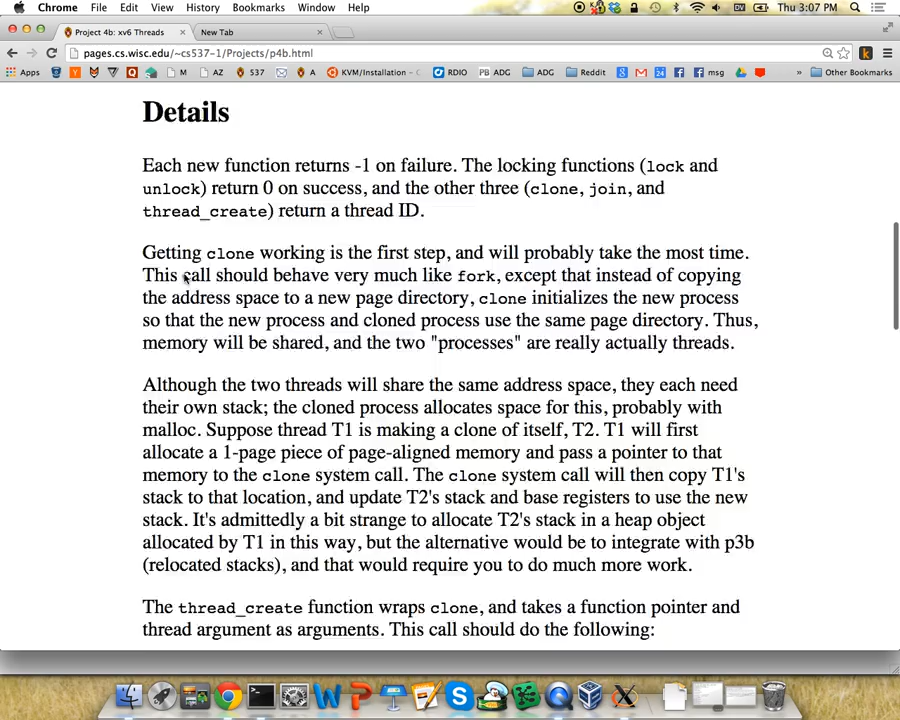 Chrome File Edit View History Bookmarks Window Help Thu 3:07 PM
Project 4b: xv6 Threads New Tab
pages.cs.wisc.edu/~cs537-1/Projects/p4b.html
Apps M AZ 537 A KVM/Installation - RDIO PB ADG ADG Reddit 8 24 msg » Other Bookmarks
Details
Each new function returns -1 on failure. The locking functions (lock and
unlock) return 0 on success, and the other three (clone, join, and
thread_create) return a thread ID.
Getting clone working is the first step, and will probably take the most time.
This call should behave very much like fork, except that instead of copying
the address space to a new page directory, clone initializes the new process
so that the new process and cloned process use the same page directory. Thus,
memory will be shared, and the two "processes" are really actually threads.
Although the two threads will share the same address space, they each need
their own stack; the cloned process allocates space for this, probably with
malloc. Suppose thread T1 is making a clone of itself, T2. T1 will first
allocate a 1-page piece of page-aligned memory and pass a pointer to that
memory to the clone system call. The clone system call will then copy T1's
stack to that location, and update T2's stack and base registers to use the new
stack. It's admittedly a bit strange to allocate T2's stack in a heap object
allocated by T1 in this way, but the alternative would be to integrate with p3b
(relocated stacks), and that would require you to do much more work.
The thread_create function wraps clone, and takes a function pointer and
thread argument as arguments. This call should do the following: